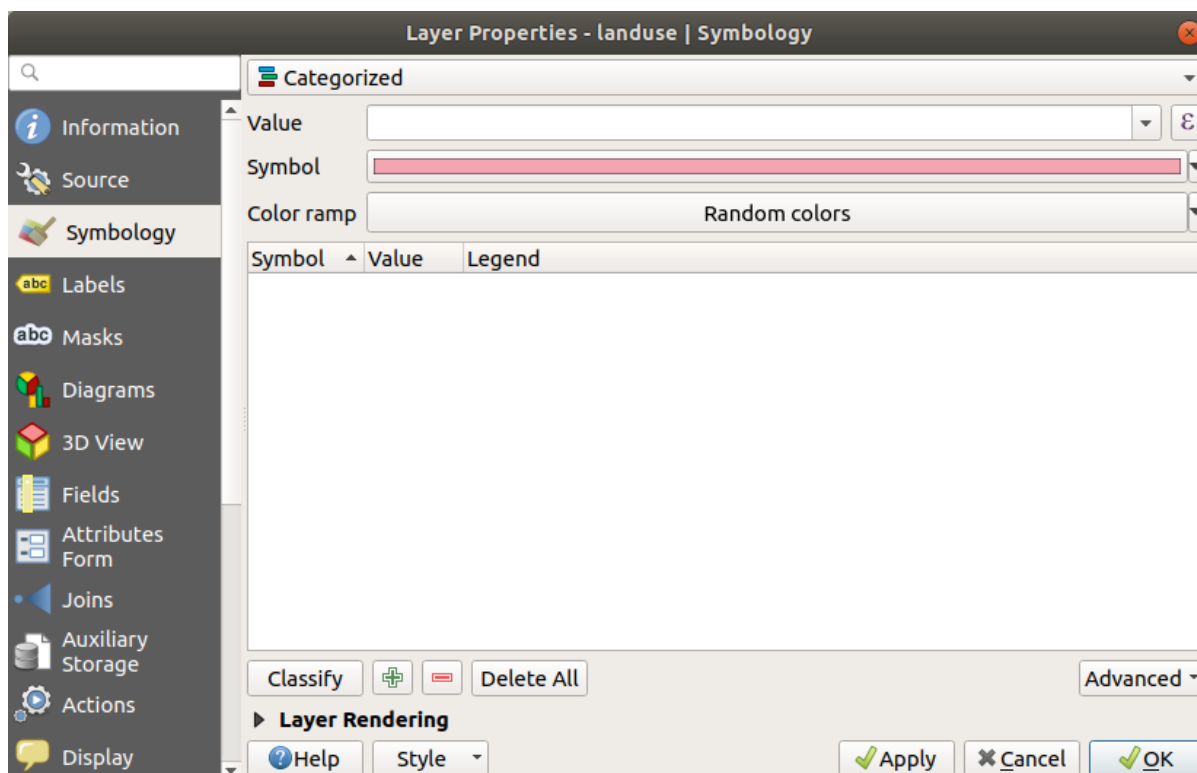 Layer Properties - landuse | Symbology
Categorized
Information
Value
ε
Source
Symbol
Symbology
Color ramp
Random colors
Symbol Value Legend
abc Labels
abc Masks
Diagrams
3D View
Fields
Attributes
Form
Joins
Auxiliary
Storage
Actions
Display
Classify
Delete All
Advanced
Layer Rendering
Help
Style
Apply
Cancel
OK